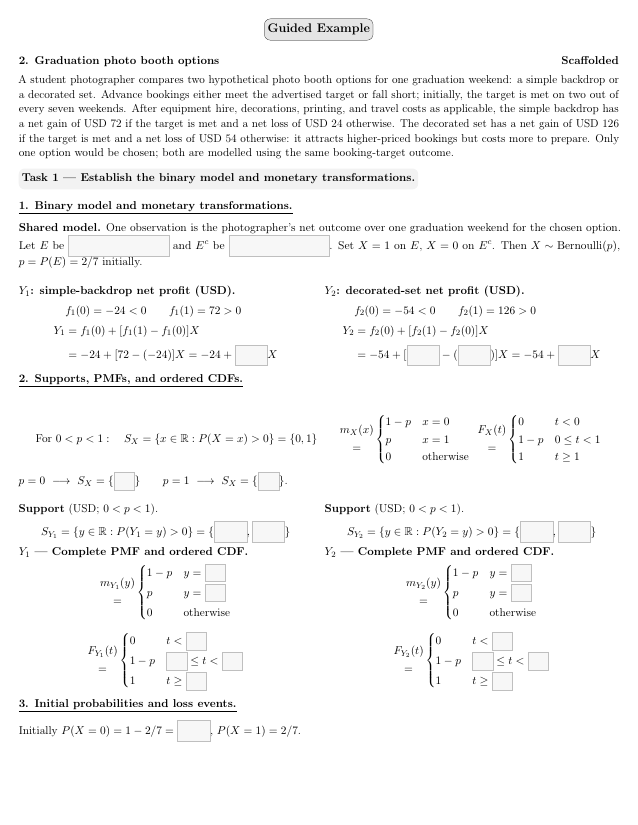 Guided Example
2. Graduation photo booth options Scaffolded
A student photographer compares two hypothetical photo booth options for one graduation weekend: a simple backdrop or
a decorated set. Advance bookings either meet the advertised target or fall short; initially, the target is met on two out of
every seven weekends. After equipment hire, decorations, printing, and travel costs as applicable, the simple backdrop has
a net gain of USD 72 if the target is met and a net loss of USD 24 otherwise. The decorated set has a net gain of USD 126
if the target is met and a net loss of USD 54 otherwise: it attracts higher-priced bookings but costs more to prepare. Only
one option would be chosen; both are modelled using the same booking-target outcome.
Task 1 — Establish the binary model and monetary transformations.
1. Binary model and monetary transformations.
Shared model. One observation is the photographer's net outcome over one graduation weekend for the chosen option.
Let E be and Eᶜ be . Set X = 1 on E, X = 0 on Eᶜ. Then X ∼ Bernoulli(p),
p = P(E) = 2/7 initially.
Y₁: simple-backdrop net profit (USD).
f₁(0) = −24 < 0 f₁(1) = 72 > 0
Y₁ = f₁(0) + [f₁(1) − f₁(0)]X
= −24 + [72 − (−24)]X = −24 + X
Y₂: decorated-set net profit (USD).
f₂(0) = −54 < 0 f₂(1) = 126 > 0
Y₂ = f₂(0) + [f₂(1) − f₂(0)]X
= −54 + [ − ( )]X = −54 + X
2. Supports, PMFs, and ordered CDFs.
For 0 < p < 1 : S_X = {x ∈ ℝ : P(X = x) > 0} = {0, 1}
m_X(x) = { 1 − p x = 0
p x = 1
0 otherwise
F_X(t) = { 0 t < 0
1 − p 0 ≤ t < 1
1 t ≥ 1
p = 0 ⟶ S_X = { } p = 1 ⟶ S_X = { }.
Support (USD; 0 < p < 1).
S_Y₁ = {y ∈ ℝ : P(Y₁ = y) > 0} = { , }
Y₁ — Complete PMF and ordered CDF.
m_Y₁(y) = { 1 − p y =
p y =
0 otherwise
F_Y₁(t) = { 0 t <
1 − p ≤ t <
1 t ≥
Support (USD; 0 < p < 1).
S_Y₂ = {y ∈ ℝ : P(Y₂ = y) > 0} = { , }
Y₂ — Complete PMF and ordered CDF.
m_Y₂(y) = { 1 − p y =
p y =
0 otherwise
F_Y₂(t) = { 0 t <
1 − p ≤ t <
1 t ≥
3. Initial probabilities and loss events.
Initially P(X = 0) = 1 − 2/7 = , P(X = 1) = 2/7.